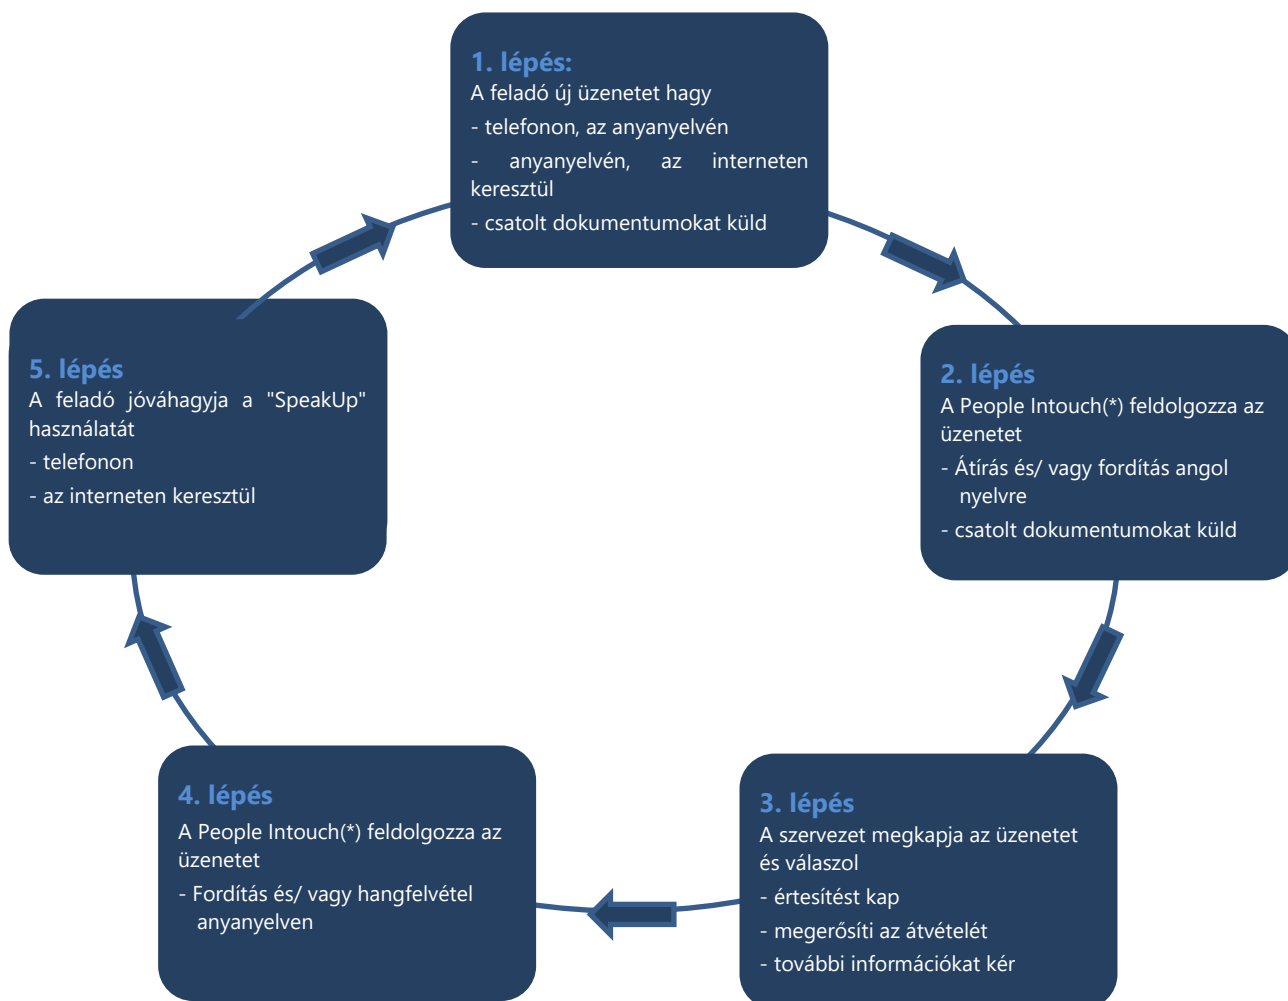 1. lépés:
A feladó új üzenetet hagy
- telefonon, az anyanyelvén
- anyanyelvén, az interneten
keresztül
- csatolt dokumentumokat küld
2. lépés
A People Intouch(*) feldolgozza az
üzenetet
- Átírás és/ vagy fordítás angol
nyelvre
- csatolt dokumentumokat küld
3. lépés
A szervezet megkapja az üzenetet
és válaszol
- értesítést kap
- megerősíti az átvételét
- további információkat kér
4. lépés
A People Intouch(*) feldolgozza az
üzenetet
- Fordítás és/ vagy hangfelvétel
anyanyelven
5. lépés
A feladó jóváhagyja a "SpeakUp"
használatát
- telefonon
- az interneten keresztül